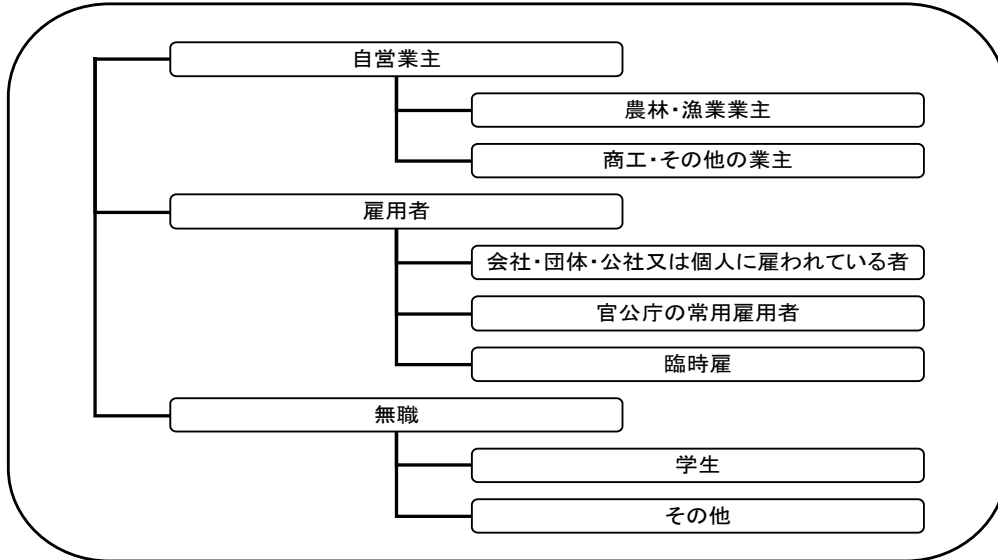 自営業主
農林・漁業業主
商工・その他の業主
雇用者
会社・団体・公社又は個人に雇われている者
官公庁の常用雇用者
臨時雇
無職
学生
その他